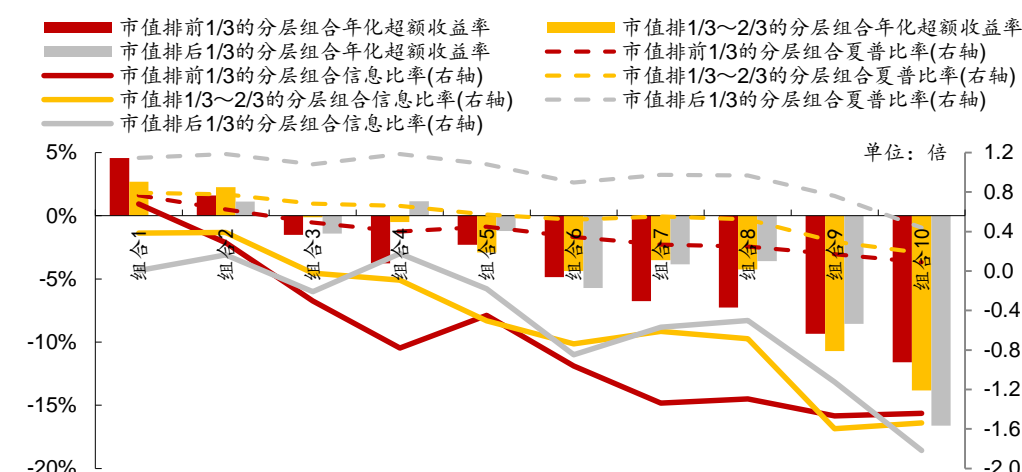 市值排前1/3的分层组合年化超额收益率
市值排1/3～2/3的分层组合年化超额收益率
市值排后1/3的分层组合年化超额收益率
市值排前1/3的分层组合夏普比率(右轴)
市值排前1/3的分层组合信息比率(右轴)
市值排1/3～2/3的分层组合夏普比率(右轴)
市值排1/3～2/3的分层组合信息比率(右轴)
市值排后1/3的分层组合夏普比率(右轴)
市值排后1/3的分层组合信息比率(右轴)
单位：倍
5%
0%
-5%
-10%
-15%
-20%
组合1
组合2
组合3
组合4
组合5
组合6
组合7
组合8
组合9
组合10
1.2
0.8
0.4
0.0
-0.4
-0.8
-1.2
-1.6
-2.0